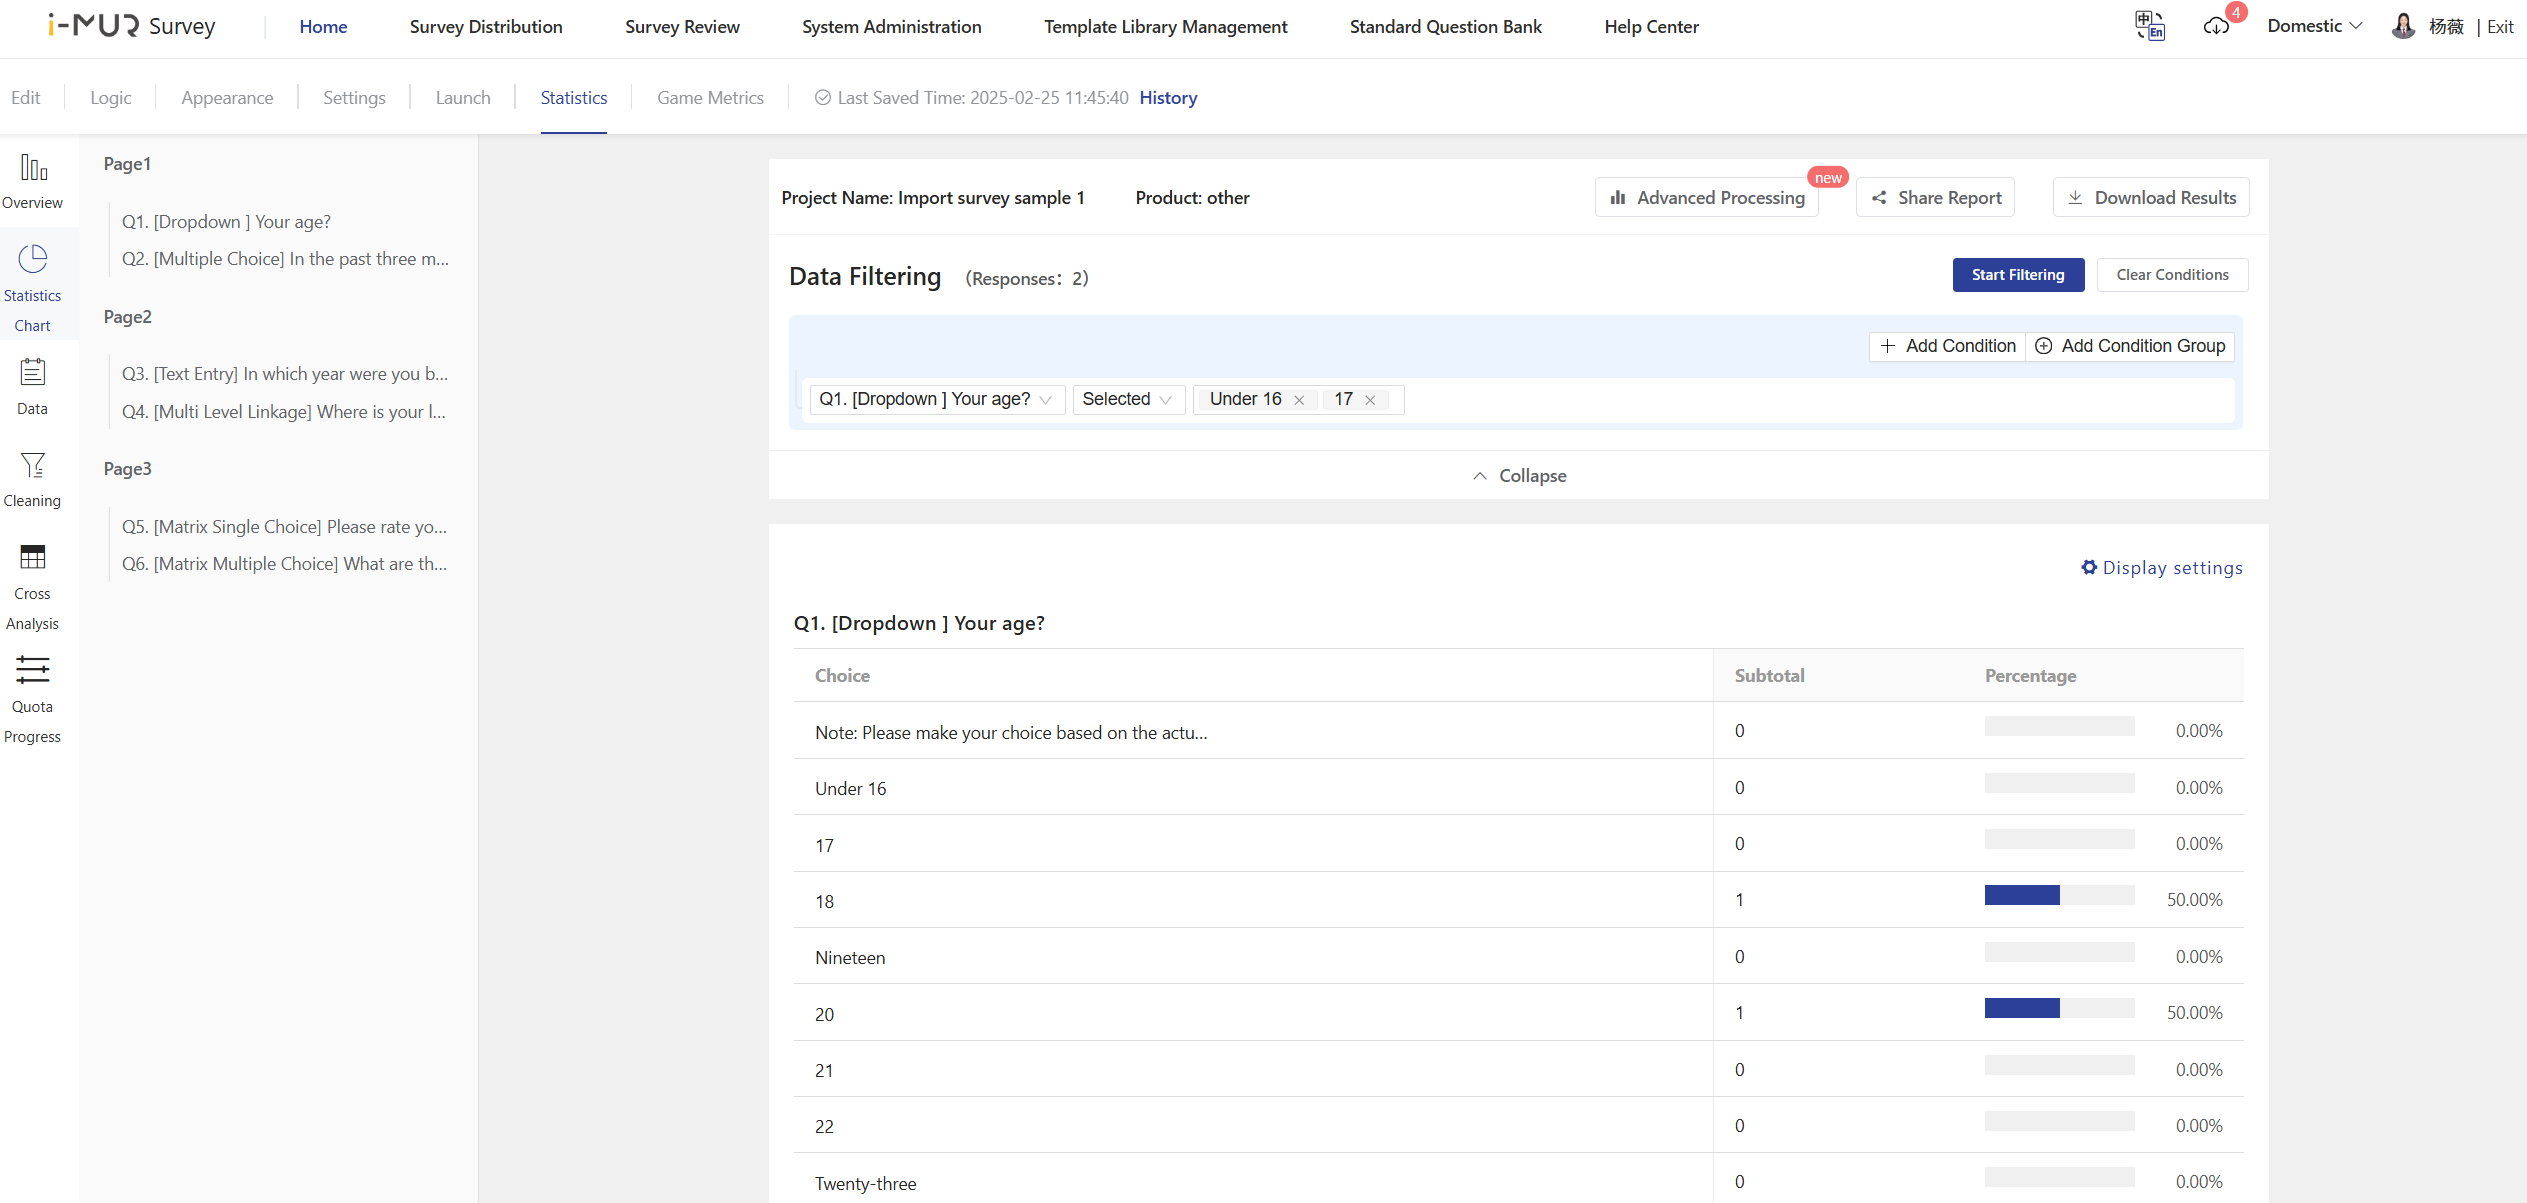 i-MUR Survey
Home
Survey Distribution
Survey Review
System Administration
Template Library Management
Standard Question Bank
Help Center
中
En
4
Domestic
杨薇 | Exit
Edit
Logic
Appearance
Settings
Launch
Statistics
Game Metrics
Last Saved Time: 2025-02-25 11:45:40 History
Overview
Statistics
Chart
Data
Cleaning
Cross
Analysis
Quota
Progress
Page1
Q1. [Dropdown ] Your age?
Q2. [Multiple Choice] In the past three m...
Page2
Q3. [Text Entry] In which year were you b...
Q4. [Multi Level Linkage] Where is your l...
Page3
Q5. [Matrix Single Choice] Please rate yo...
Q6. [Matrix Multiple Choice] What are th...
Project Name: Import survey sample 1
Product: other
Advanced Processing
new
Share Report
Download Results
Data Filtering (Responses: 2)
Start Filtering
Clear Conditions
Add Condition
Add Condition Group
Q1. [Dropdown ] Your age?
Selected
Under 16 ×
17 ×
Collapse
Display settings
Q1. [Dropdown ] Your age?
Choice Subtotal Percentage
Note: Please make your choice based on the actu... 0 0.00%
Under 16 0 0.00%
17 0 0.00%
18 1 50.00%
Nineteen 0 0.00%
20 1 50.00%
21 0 0.00%
22 0 0.00%
Twenty-three 0 0.00%